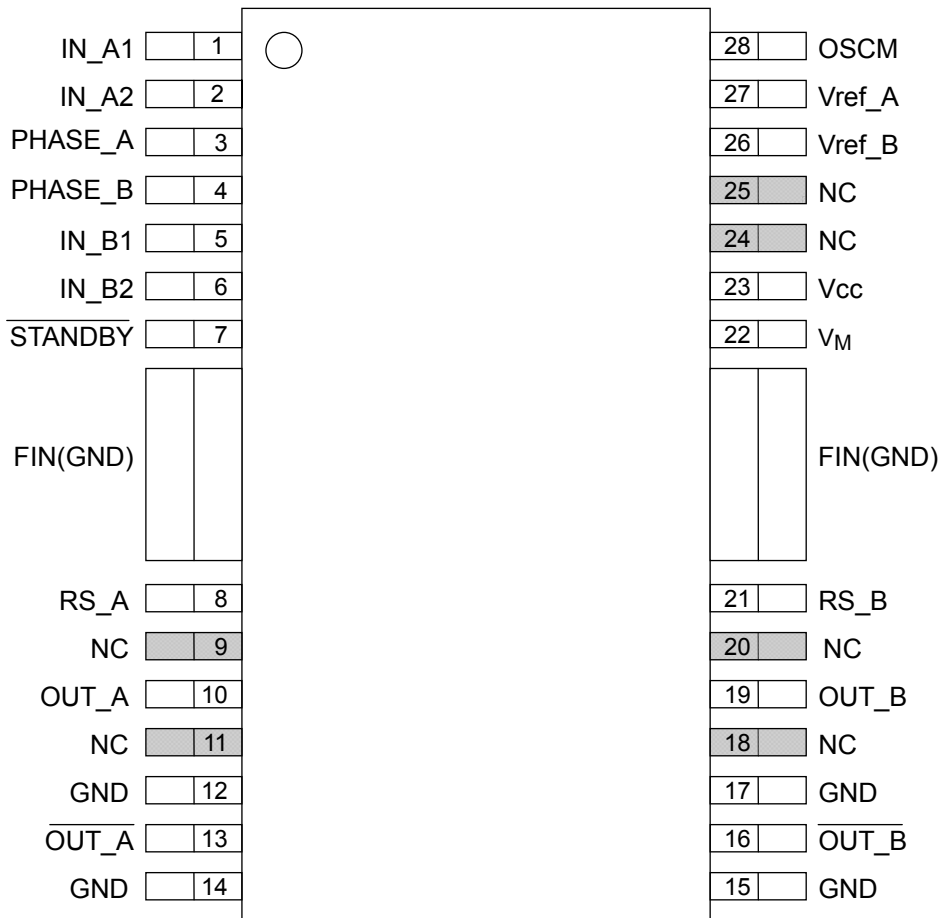 IN_A1 1 28 OSCM
IN_A2 2 27 Vref_A
PHASE_A 3 26 Vref_B
PHASE_B 4 25 NC
IN_B1 5 24 NC
IN_B2 6 23 Vcc
S̅T̅A̅N̅D̅B̅Y̅ 7 22 VM
FIN(GND) FIN(GND)
RS_A 8 21 RS_B
NC 9 20 NC
OUT_A 10 19 OUT_B
NC 11 18 NC
GND 12 17 GND
O̅U̅T̅_̅A̅ 13 16 O̅U̅T̅_̅B̅
GND 14 15 GND